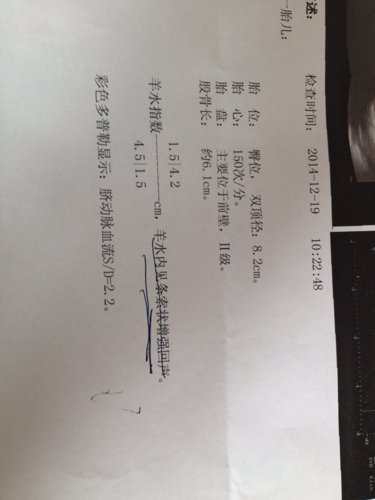 述:
一胎儿:
检查时间: 2014-12-19 10:22:48
胎 位: 臀位, 双顶径: 8.2cm。
胎 心: 150次/分。
胎 盘: 主要位于前壁, II级。
股骨长: 约6.1cm。
1.5|4.2
羊水指数————cm, 羊水内见条索状增强回声。
4.5|1.5
彩色多普勒显示: 脐动脉血流S/D=2.2。